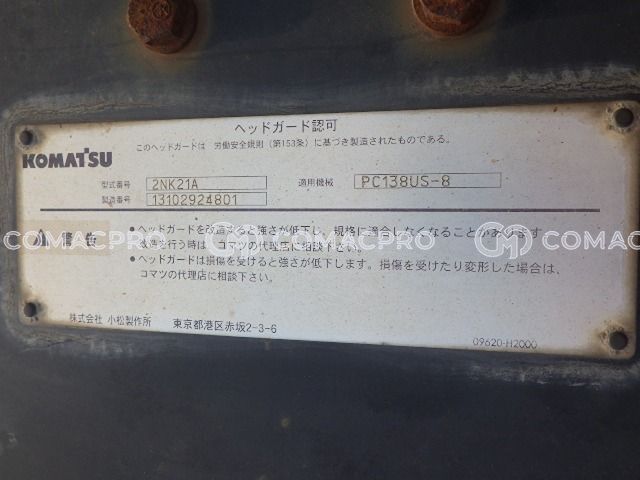 ヘッドガード認可
このヘッドガードは 労働安全規則（第153条）に基づき製造されたものである。
KOMATSU
型式番号 2NK21A 適用機械 PC138US-8
製造番号 13102924801
警告
●ヘッドガードを改造すると強さが低下し、規格に適合しなくなることがあります
改造を行う時は、コマツの代理店に相談下さい。
●ヘッドガードは損傷を受けると強さが低下します。損傷を受けたり変形した場合は、
コマツの代理店に相談下さい。
COMACPRO COMACPRO COMACPRO
株式会社 小松製作所 東京都港区赤坂2-3-6
09620-H2000